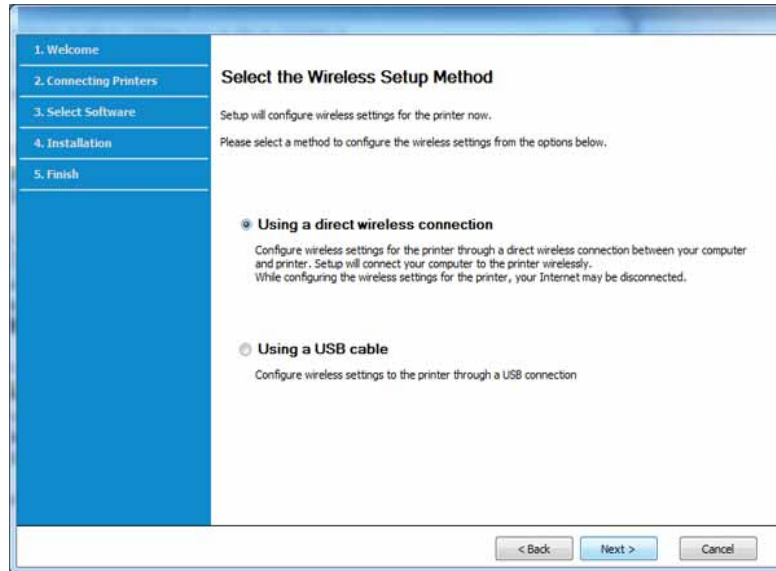 1. Welcome
2. Connecting Printers
3. Select Software
4. Installation
5. Finish
Select the Wireless Setup Method
Setup will configure wireless settings for the printer now.
Please select a method to configure the wireless settings from the options below.
Using a direct wireless connection
Configure wireless settings for the printer through a direct wireless connection between your computer
and printer. Setup will connect your computer to the printer wirelessly.
While configuring the wireless settings for the printer, your Internet may be disconnected.
Using a USB cable
Configure wireless settings to the printer through a USB connection
< Back
Next >
Cancel